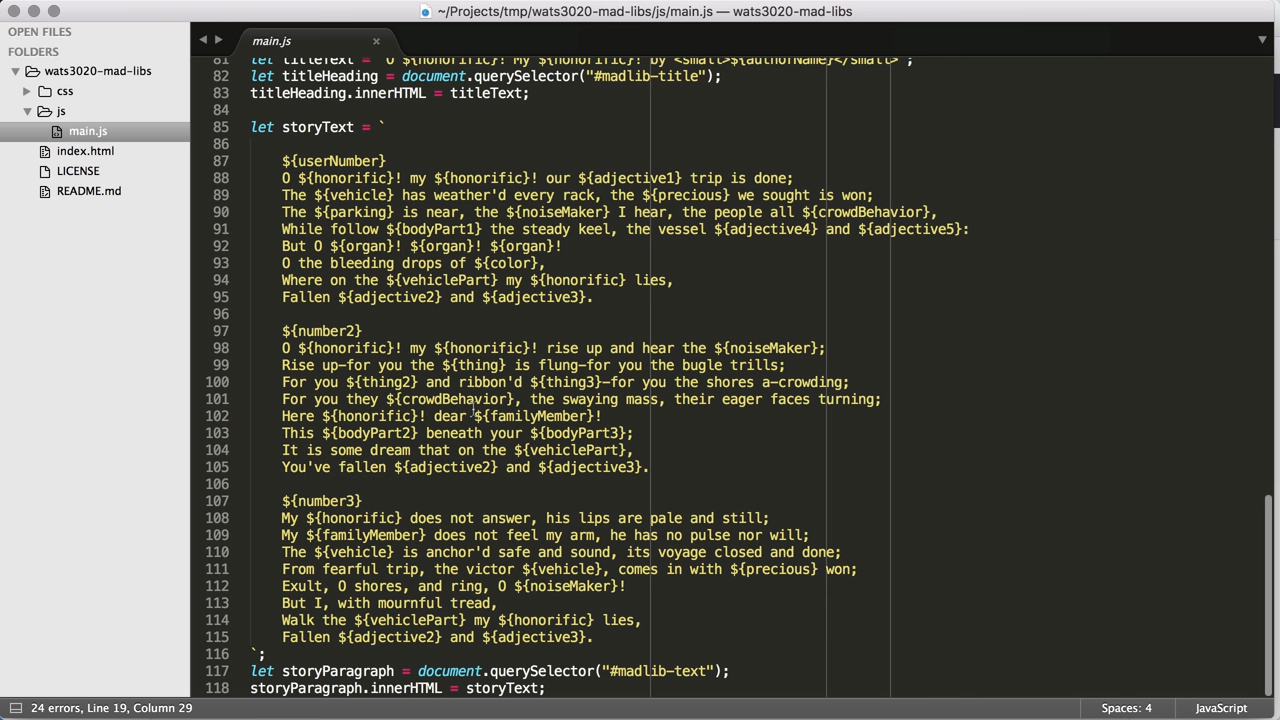 ~/Projects/tmp/wats3020-mad-libs/js/main.js — wats3020-mad-libs
OPEN FILES
FOLDERS
wats3020-mad-libs
css
js
main.js
index.html
LICENSE
README.md
main.js
81 let titleText = `O ${honorific}! My ${honorific}! by <small>${authorName}</small>`;
82 let titleHeading = document.querySelector("#madlib-title");
83 titleHeading.innerHTML = titleText;
84
85 let storyText = `
86
87 ${userNumber}
88 O ${honorific}! my ${honorific}! our ${adjective1} trip is done;
89 The ${vehicle} has weather'd every rack, the ${precious} we sought is won;
90 The ${parking} is near, the ${noiseMaker} I hear, the people all ${crowdBehavior},
91 While follow ${bodyPart1} the steady keel, the vessel ${adjective4} and ${adjective5}:
92 But O ${organ}! ${organ}! ${organ}!
93 O the bleeding drops of ${color},
94 Where on the ${vehiclePart} my ${honorific} lies,
95 Fallen ${adjective2} and ${adjective3}.
96
97 ${number2}
98 O ${honorific}! my ${honorific}! rise up and hear the ${noiseMaker};
99 Rise up-for you the ${thing} is flung-for you the bugle trills;
100 For you ${thing2} and ribbon'd ${thing3}-for you the shores a-crowding;
101 For you they ${crowdBehavior}, the swaying mass, their eager faces turning;
102 Here ${honorific}! dear ${familyMember}!
103 This ${bodyPart2} beneath your ${bodyPart3};
104 It is some dream that on the ${vehiclePart},
105 You've fallen ${adjective2} and ${adjective3}.
106
107 ${number3}
108 My ${honorific} does not answer, his lips are pale and still;
109 My ${familyMember} does not feel my arm, he has no pulse nor will;
110 The ${vehicle} is anchor'd safe and sound, its voyage closed and done;
111 From fearful trip, the victor ${vehicle}, comes in with ${precious} won;
112 Exult, O shores, and ring, O ${noiseMaker}!
113 But I, with mournful tread,
114 Walk the ${vehiclePart} my ${honorific} lies,
115 Fallen ${adjective2} and ${adjective3}.
116 `;
117 let storyParagraph = document.querySelector("#madlib-text");
118 storyParagraph.innerHTML = storyText;
24 errors, Line 19, Column 29
Spaces: 4
JavaScript